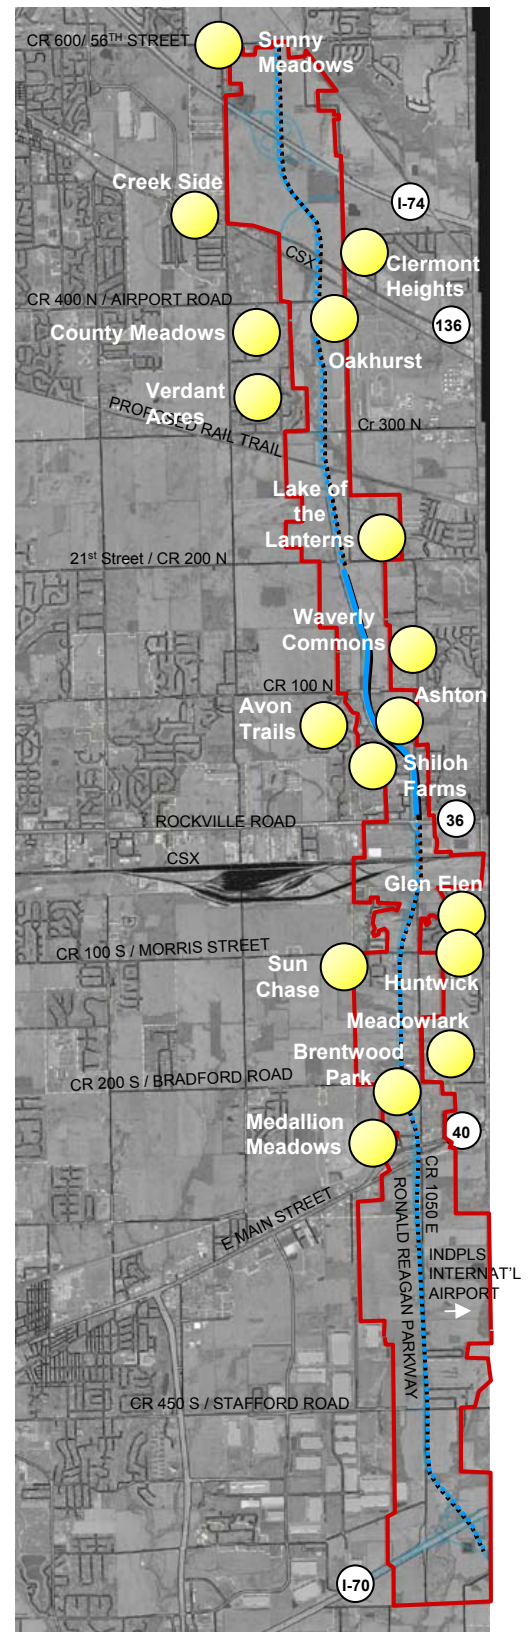 CR 600/ 56TH STREET
Sunny
Meadows
Creek Side
I-74
CSX
Clermont
Heights
CR 400 N / AIRPORT ROAD
136
County Meadows
Oakhurst
Verdant
Acres
PROPOSED RAIL TRAIL
Cr 300 N
Lake of
the
Lanterns
21st Street / CR 200 N
Waverly
Commons
CR 100 N
Ashton
Avon
Trails
Shiloh
Farms
36
ROCKVILLE ROAD
CSX
Glen Elen
CR 100 S / MORRIS STREET
Sun
Chase
Huntwick
Meadowlark
Brentwood
Park
CR 200 S / BRADFORD ROAD
Medallion
Meadows
40
CR 1050 E
RONALD REAGAN PARKWAY
E MAIN STREET
INDPLS
INTERNAT'L
AIRPORT
CR 450 S / STAFFORD ROAD
I-70